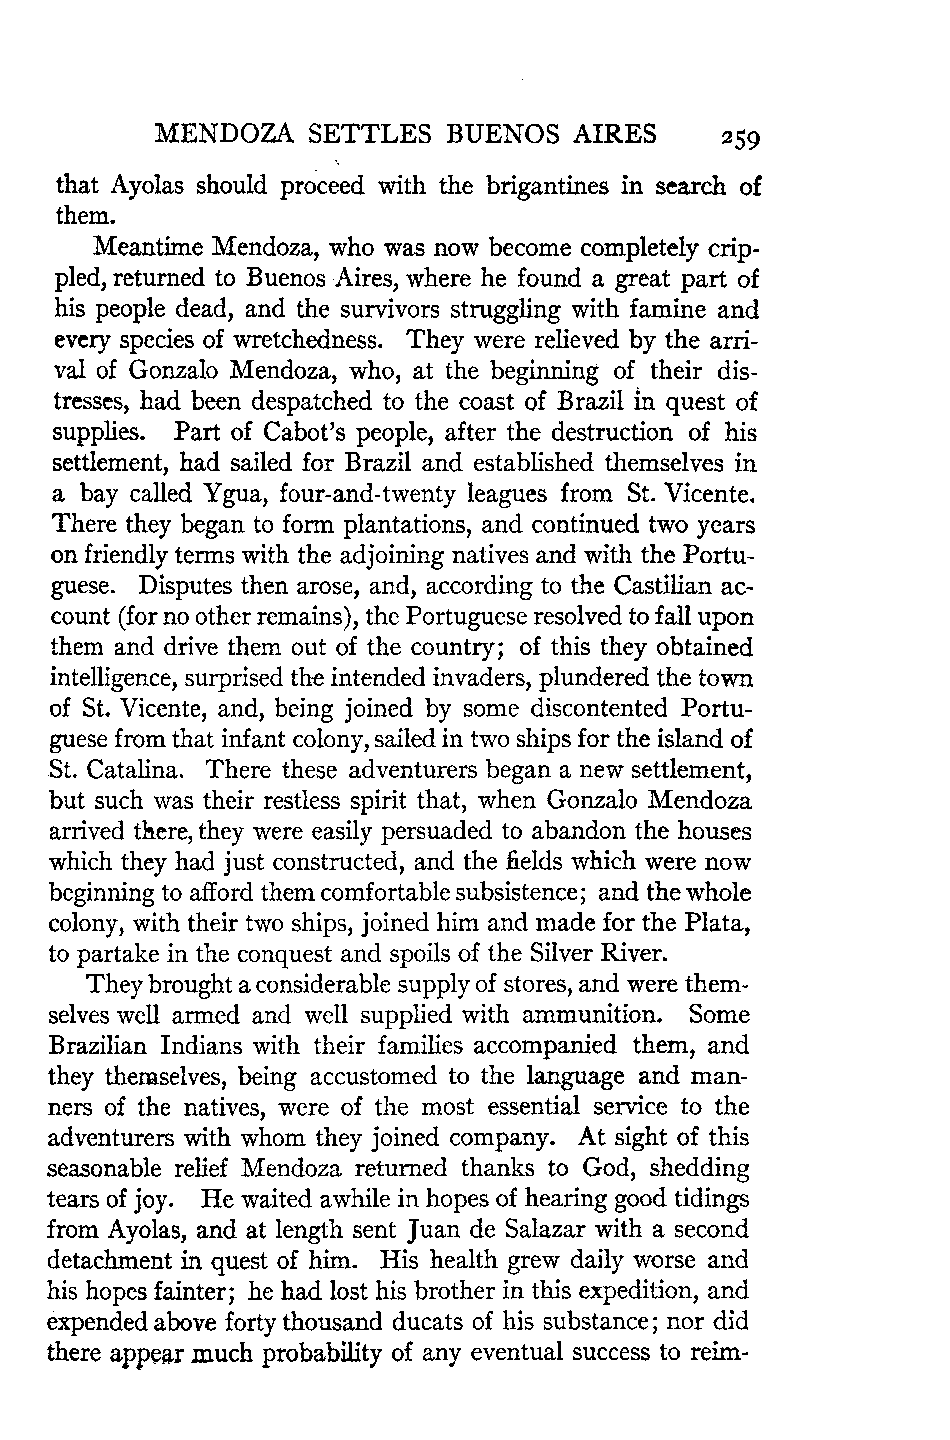 MENDOZA SETTLES BUENOS AIRES 259
that Ayolas should proceed with the brigantines in search of
them.
Meantime Mendoza, who was now become completely crip-
pled, returned to Buenos Aires, where he found a great part of
his people dead, and the survivors struggling with famine and
every species of wretchedness. They were relieved by the arri-
val of Gonzalo Mendoza, who, at the beginning of their dis-
tresses, had been despatched to the coast of Brazil in quest of
supplies. Part of Cabot's people, after the destruction of his
settlement, had sailed for Brazil and established themselves in
a bay called Ygua, four-and-twenty leagues from St. Vicente.
There they began to form plantations, and continued two years
on friendly terms with the adjoining natives and with the Portu-
guese. Disputes then arose, and, according to the Castilian ac-
count (for no other remains), the Portuguese resolved to fall upon
them and drive them out of the country; of this they obtained
intelligence, surprised the intended invaders, plundered the town
of St. Vicente, and, being joined by some discontented Portu-
guese from that infant colony, sailed in two ships for the island of
St. Catalina. There these adventurers began a new settlement,
but such was their restless spirit that, when Gonzalo Mendoza
arrived there, they were easily persuaded to abandon the houses
which they had just constructed, and the fields which were now
beginning to afford them comfortable subsistence; and the whole
colony, with their two ships, joined him and made for the Plata,
to partake in the conquest and spoils of the Silver River.
They brought a considerable supply of stores, and were them-
selves well armed and well supplied with ammunition. Some
Brazilian Indians with their families accompanied them, and
they themselves, being accustomed to the language and man-
ners of the natives, were of the most essential service to the
adventurers with whom they joined company. At sight of this
seasonable relief Mendoza returned thanks to God, shedding
tears of joy. He waited awhile in hopes of hearing good tidings
from Ayolas, and at length sent Juan de Salazar with a second
detachment in quest of him. His health grew daily worse and
his hopes fainter; he had lost his brother in this expedition, and
expended above forty thousand ducats of his substance; nor did
there appear much probability of any eventual success to reim-